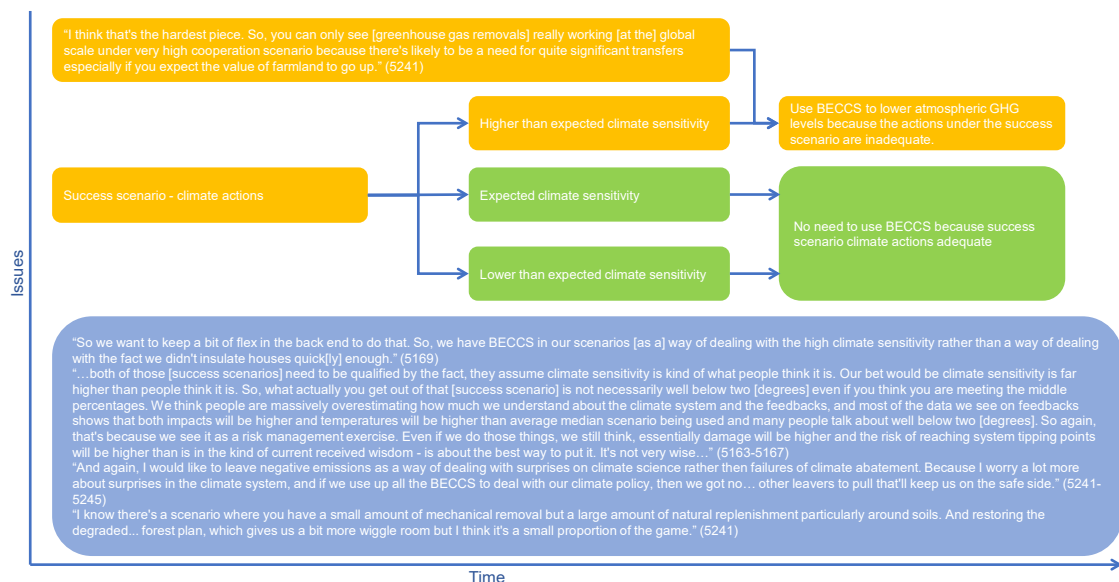 “I think that's the hardest piece. So, you can only see [greenhouse gas removals] really working [at the] global
scale under very high cooperation scenario because there's likely to be a need for quite significant transfers
especially if you expect the value of farmland to go up.” (5241)
Higher than expected climate sensitivity
Use BECCS to lower atmospheric GHG
levels because the actions under the success
scenario are inadequate.
Success scenario - climate actions
Expected climate sensitivity
No need to use BECCS because success
scenario climate actions adequate
Lower than expected climate sensitivity
Issues
“So we want to keep a bit of flex in the back end to do that. So, we have BECCS in our scenarios [as a] way of dealing with the high climate sensitivity rather than a way of dealing
with the fact we didn't insulate houses quick[ly] enough.” (5169)
“…both of those [success scenarios] need to be qualified by the fact, they assume climate sensitivity is kind of what people think it is. Our bet would be climate sensitivity is far
higher than people think it is. So, what actually you get out of that [success scenario] is not necessarily well below two [degrees] even if you think you are meeting the middle
percentages. We think people are massively overestimating how much we understand about the climate system and the feedbacks, and most of the data we see on feedbacks
shows that both impacts will be higher and temperatures will be higher than average median scenario being used and many people talk about well below two [degrees]. So again,
that's because we see it as a risk management exercise. Even if we do those things, we still think, essentially damage will be higher and the risk of reaching system tipping points
will be higher than is in the kind of current received wisdom - is about the best way to put it. It's not very wise…” (5163-5167)
“And again, I would like to leave negative emissions as a way of dealing with surprises on climate science rather then failures of climate abatement. Because I worry a lot more
about surprises in the climate system, and if we use up all the BECCS to deal with our climate policy, then we got no… other leavers to pull that'll keep us on the safe side.” (5241-
5245)
“I know there's a scenario where you have a small amount of mechanical removal but a large amount of natural replenishment particularly around soils. And restoring the
degraded... forest plan, which gives us a bit more wiggle room but I think it's a small proportion of the game.” (5241)
Time